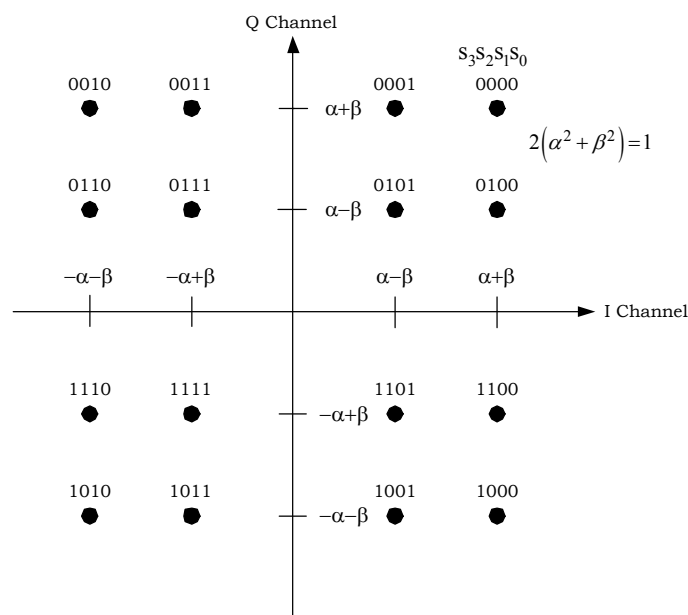 Q Channel
s₃s₂s₁s₀
0010 0011 0001 0000
α+β
2(α² + β²)=1
0110 0111 0101 0100
α−β
−α−β −α+β α−β α+β
I Channel
1110 1111 1101 1100
−α+β
1010 1011 1001 1000
−α−β